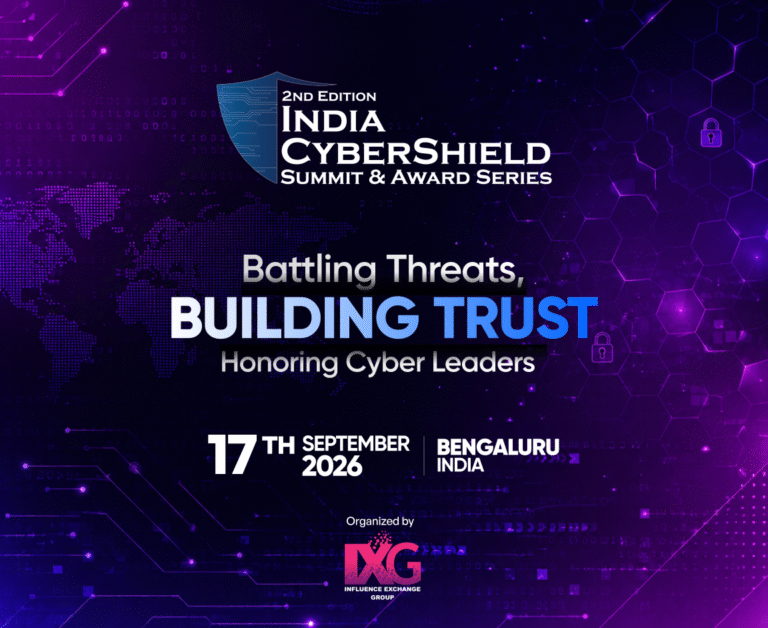 2ND EDITION
INDIA
CYBERSHIELD
SUMMIT & AWARD SERIES
Battling Threats,
BUILDING TRUST
Honoring Cyber Leaders
17TH SEPTEMBER 2026 | BENGALURU INDIA
Organized by
IXG
INFLUENCE EXCHANGE
GROUP